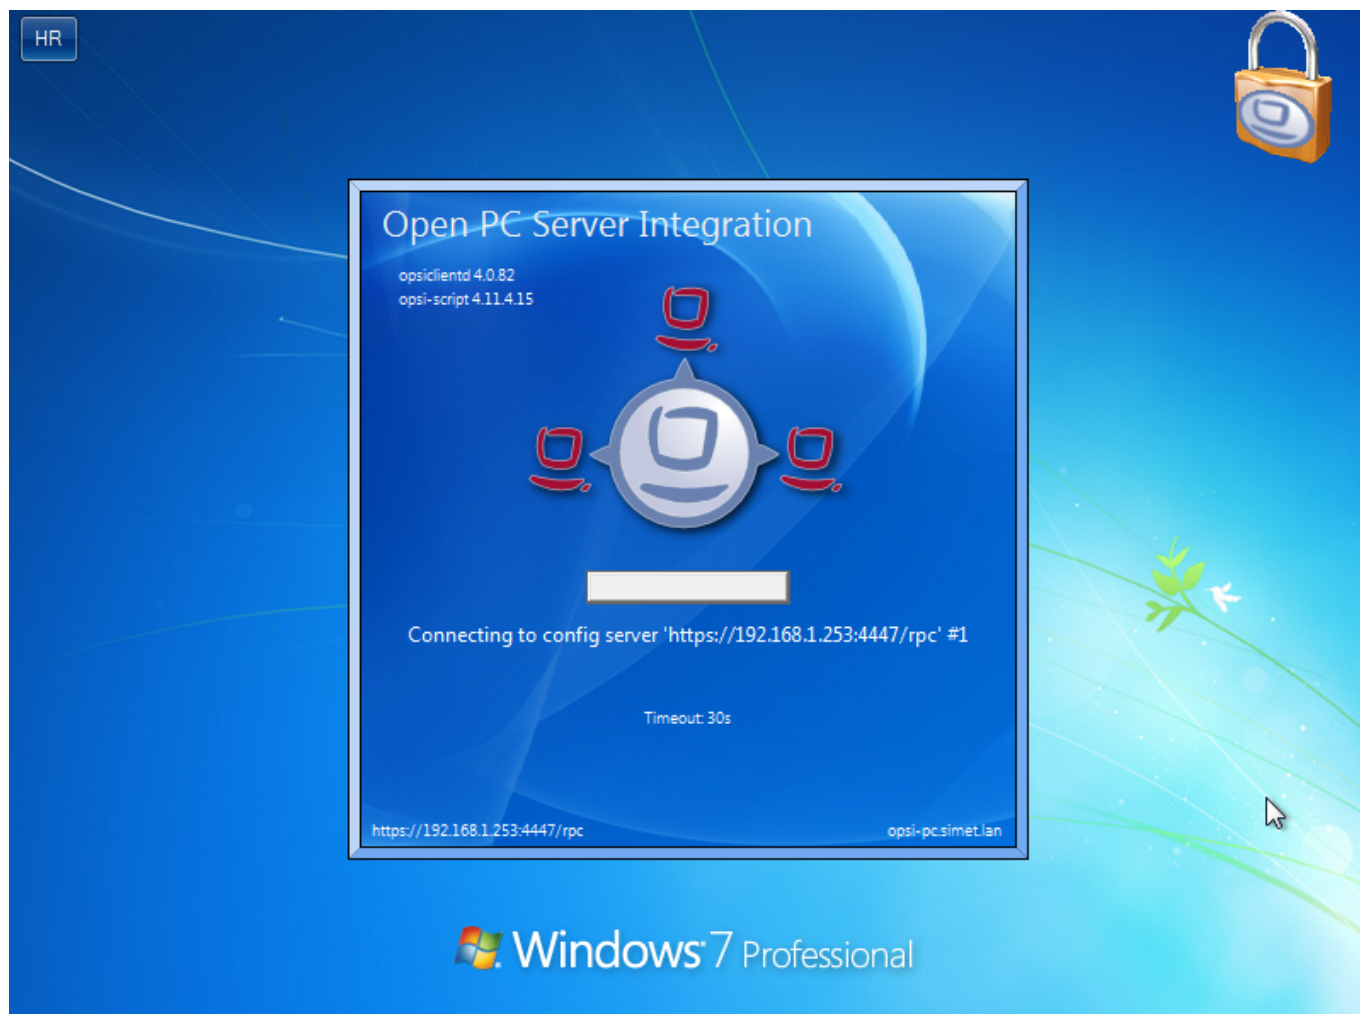 HR
Open PC Server Integration
opsiclientd 4.0.82
opsi-script 4.11.4.15
Connecting to config server 'https://192.168.1.253:4447/rpc' #1
Timeout: 30s
https://192.168.1.253:4447/rpc
opsi-pc.simet.lan
Windows 7 Professional